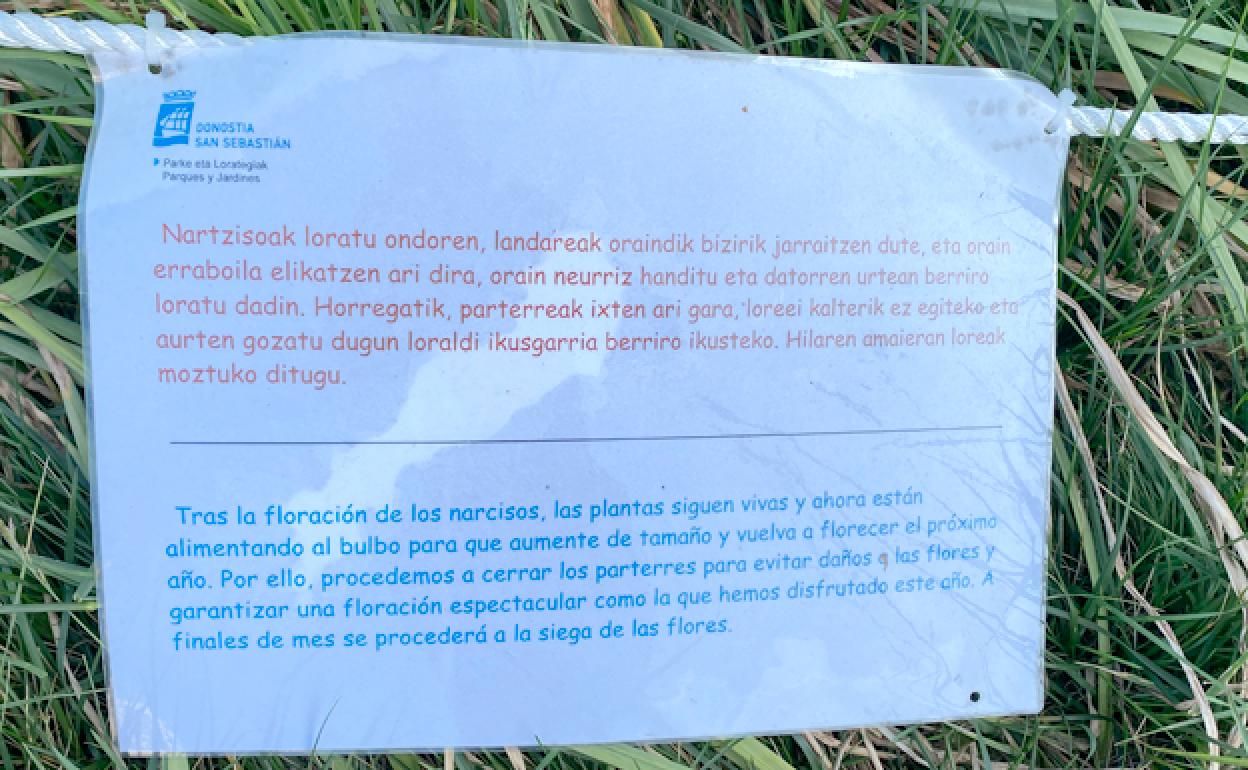 DONOSTIA
SAN SEBASTIÁN
Parke eta Lorategiak
Parques y Jardines
Nartzisoak loratu ondoren, landareak oraindik bizirik jarraitzen dute, eta orain
erraboila elikatzen ari dira, orain neurriz handitu eta datorren urtean berriro
loratu dadin. Horregatik, parterreak ixten ari gara, loreei kalterik ez egiteko eta
aurten gozatu dugun loraldi ikusgarria berriro ikusteko. Hilaren amaieran loreak
moztuko ditugu.
Tras la floración de los narcisos, las plantas siguen vivas y ahora están
alimentando al bulbo para que aumente de tamaño y vuelva a florecer el próximo
año. Por ello, procedemos a cerrar los parterres para evitar daños a las flores y
garantizar una floración espectacular como la que hemos disfrutado este año. A
finales de mes se procederá a la siega de las flores.